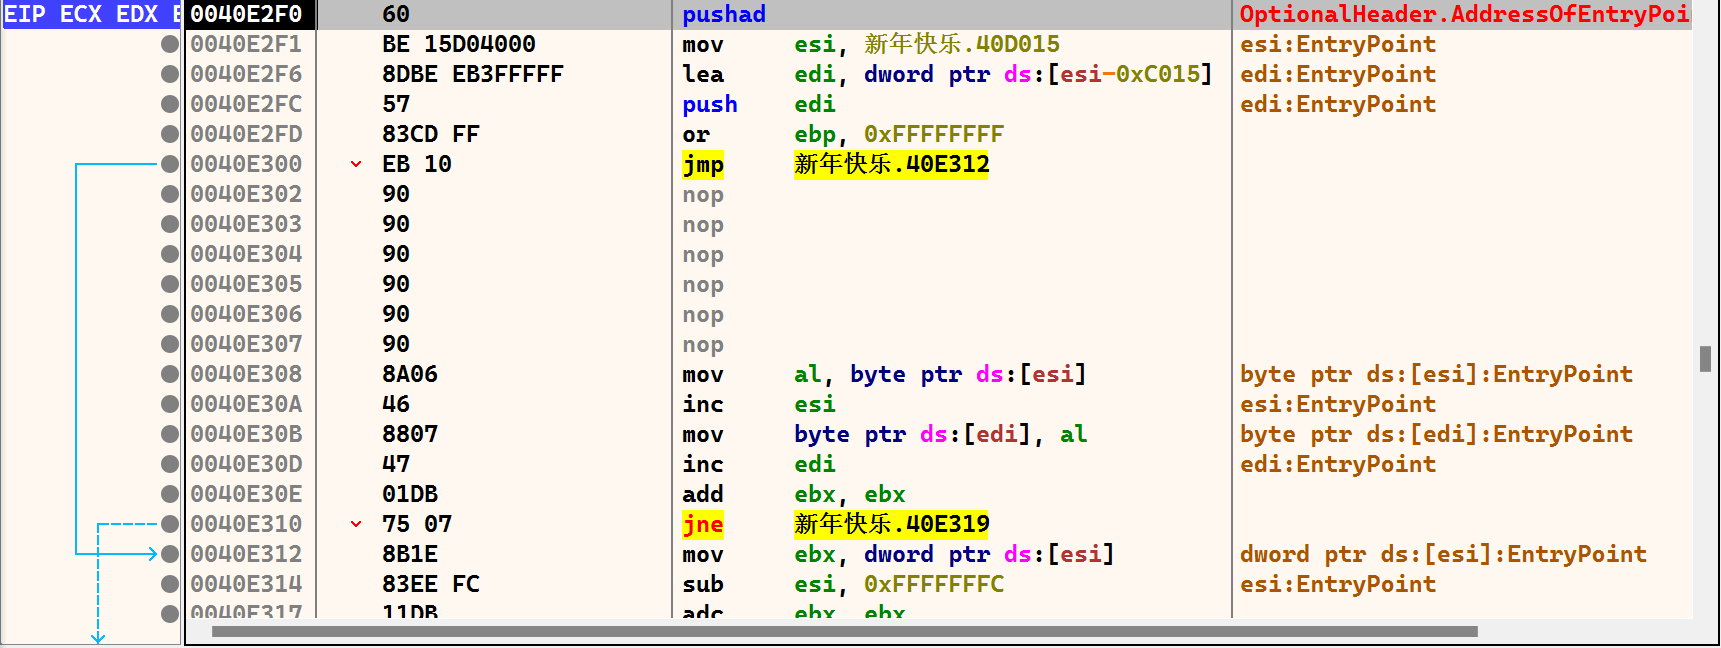 EIP ECX EDX 0040E2F0 60 pushad OptionalHeader.AddressOfEntryPoi
0040E2F1 BE 15D04000 mov esi, 新年快乐.40D015 esi:EntryPoint
0040E2F6 8DBE EB3FFFFF lea edi, dword ptr ds:[esi-0xC015] edi:EntryPoint
0040E2FC 57 push edi edi:EntryPoint
0040E2FD 83CD FF or ebp, 0xFFFFFFFF
0040E300 EB 10 jmp 新年快乐.40E312
0040E302 90 nop
0040E303 90 nop
0040E304 90 nop
0040E305 90 nop
0040E306 90 nop
0040E307 90 nop
0040E308 8A06 mov al, byte ptr ds:[esi] byte ptr ds:[esi]:EntryPoint
0040E30A 46 inc esi esi:EntryPoint
0040E30B 8807 mov byte ptr ds:[edi], al byte ptr ds:[edi]:EntryPoint
0040E30D 47 inc edi edi:EntryPoint
0040E30E 01DB add ebx, ebx
0040E310 75 07 jne 新年快乐.40E319
0040E312 8B1E mov ebx, dword ptr ds:[esi] dword ptr ds:[esi]:EntryPoint
0040E314 83EE FC sub esi, 0xFFFFFFFC esi:EntryPoint
0040E317 11DB adc ebx, ebx